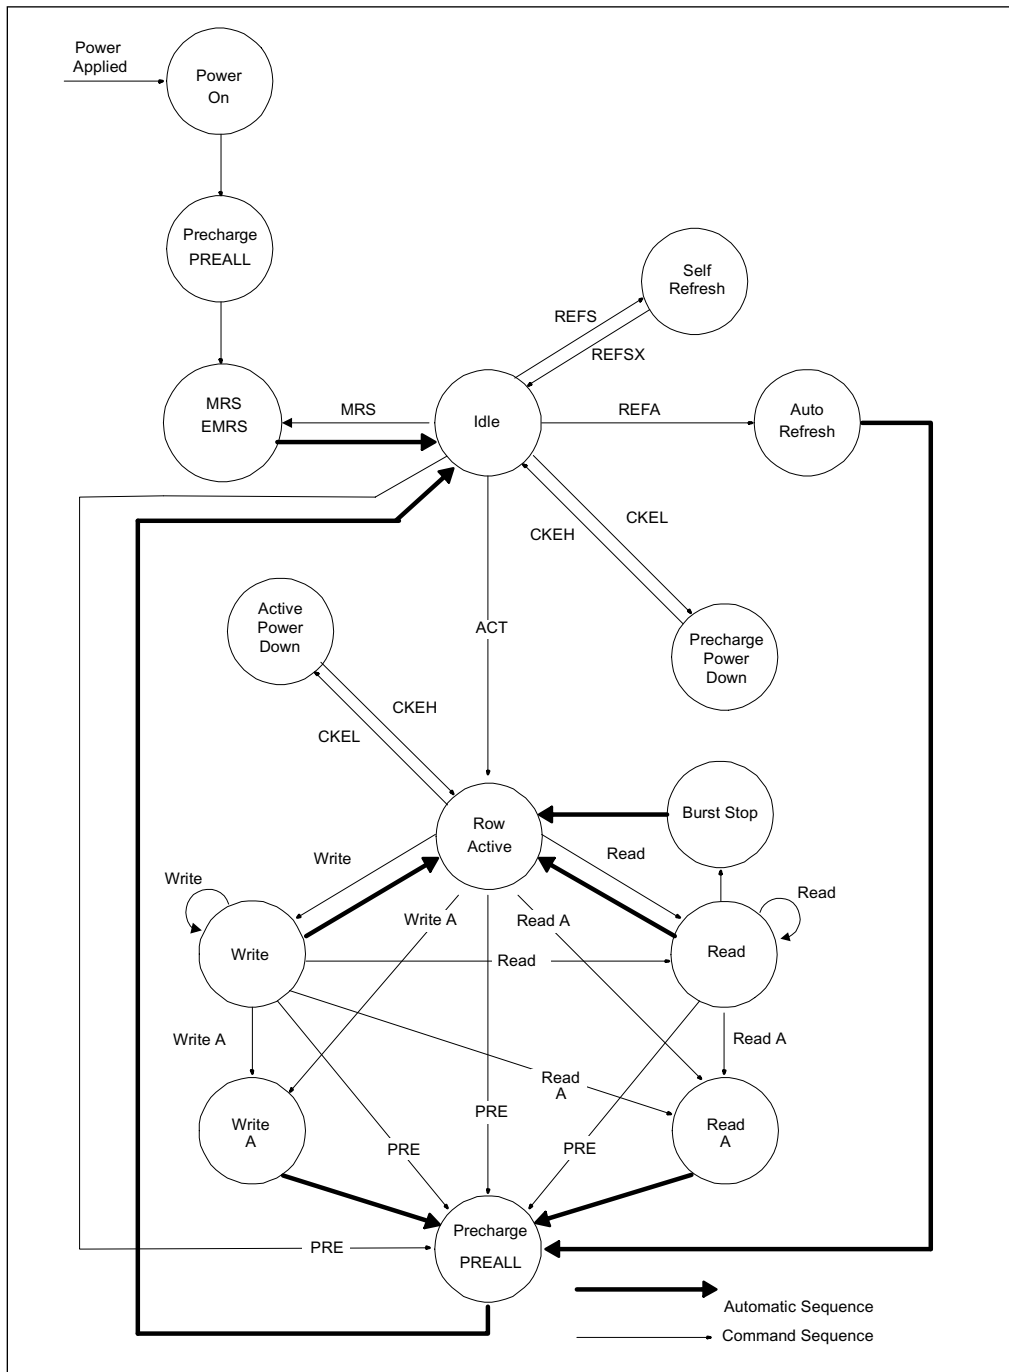 Power
Applied
Power
On
Precharge
PREALL
Self
Refresh
REFS
REFSX
MRS
EMRS
MRS
Idle
REFA
Auto
Refresh
CKEL
CKEH
Active
Power
Down
ACT
Precharge
Power
Down
CKEH
CKEL
Burst Stop
Row
Active
Write
Read
Write
Read
Write A
Read A
Write
Read
Read
Write A
Read A
Read
A
Write
A
PRE
PRE
PRE
Read
A
Precharge
PREALL
PRE
Automatic Sequence
Command Sequence